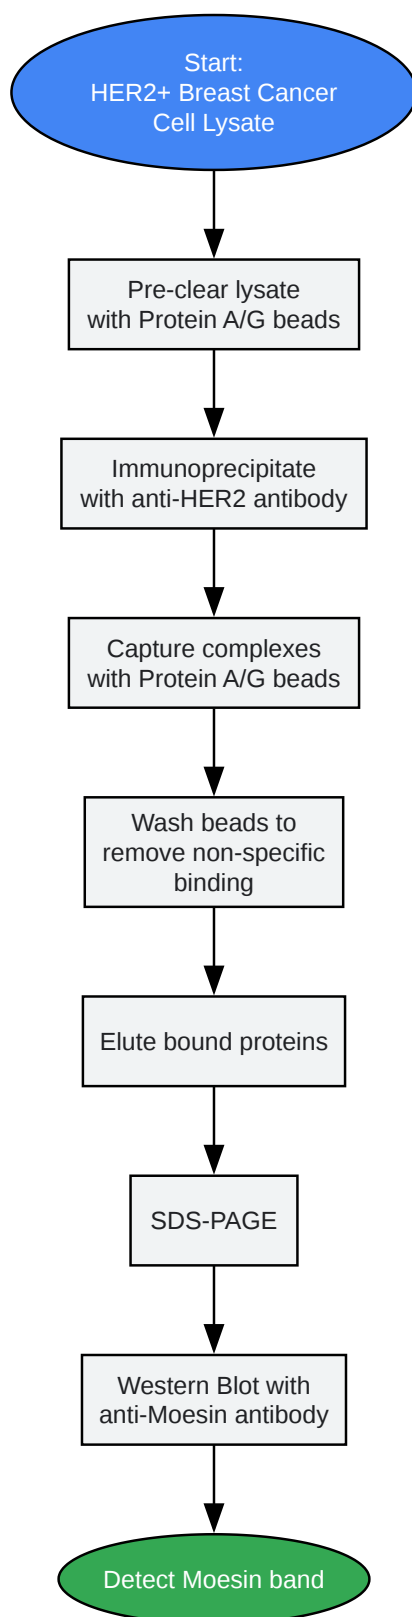 Start:
HER2+ Breast Cancer
Cell Lysate
Pre-clear lysate
with Protein A/G beads
Immunoprecipitate
with anti-HER2 antibody
Capture complexes
with Protein A/G beads
Wash beads to
remove non-specific
binding
Elute bound proteins
SDS-PAGE
Western Blot with
anti-Moesin antibody
Detect Moesin band